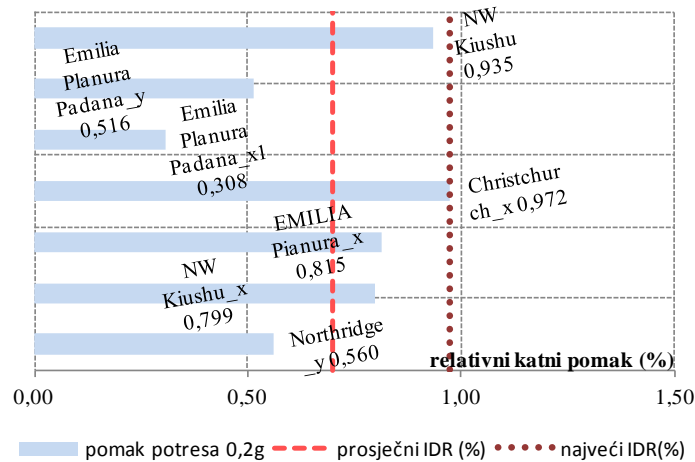 NW
Kiushu
0,935
Emilia
Planura
Padana_y
0,516
Emilia
Planura
Padana_x1
0,308
Christchur
ch_x 0,972
EMILIA
Pianura_x
0,815
NW
Kiushu_x
0,799
Northridge
_y 0,560
relativni katni pomak (%)
0,00 0,50 1,00 1,50
pomak potresa 0,2g prosječni IDR (%) najveći IDR(%)